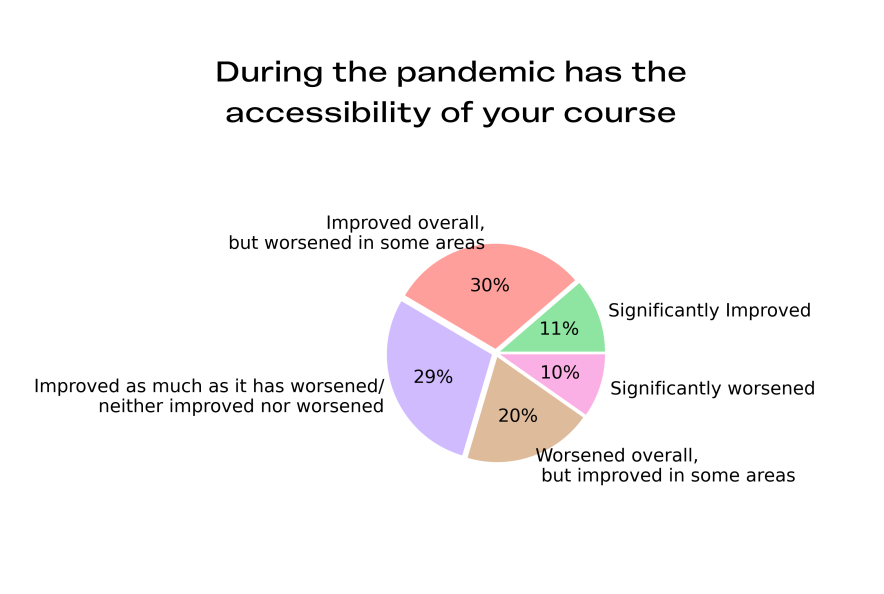 During the pandemic has the
accessibility of your course
Improved overall,
but worsened in some areas
30%
Significantly Improved
11%
29%
10%
Improved as much as it has worsened/
neither improved nor worsened
Significantly worsened
20%
Worsened overall,
but improved in some areas